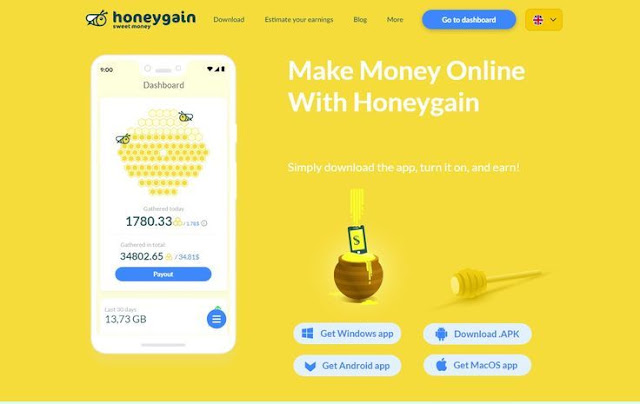 honeygain
sweet.money
Download
Estimate your earnings
Blog
More
Go to dashboard
9:00
Dashboard
Gathered today:
1780.33 / 1.78$
Gathered in total:
34802.65 / 34.81$
Payout
Last 30 days
13,73 GB
Make Money Online
With Honeygain
Simply download the app, turn it on, and earn!
$
Get Windows app
Download .APK
Get Android app
Get MacOS app